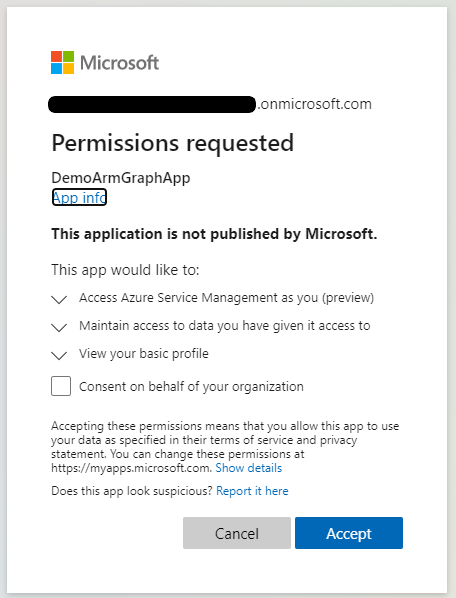 Microsoft
.onmicrosoft.com
Permissions requested
DemoArmGraphApp
App info
This application is not published by Microsoft.
This app would like to:
Access Azure Service Management as you (preview)
Maintain access to data you have given it access to
View your basic profile
Consent on behalf of your organization
Accepting these permissions means that you allow this app to use
your data as specified in their terms of service and privacy
statement. You can change these permissions at
https://myapps.microsoft.com. Show details
Does this app look suspicious? Report it here
Cancel Accept